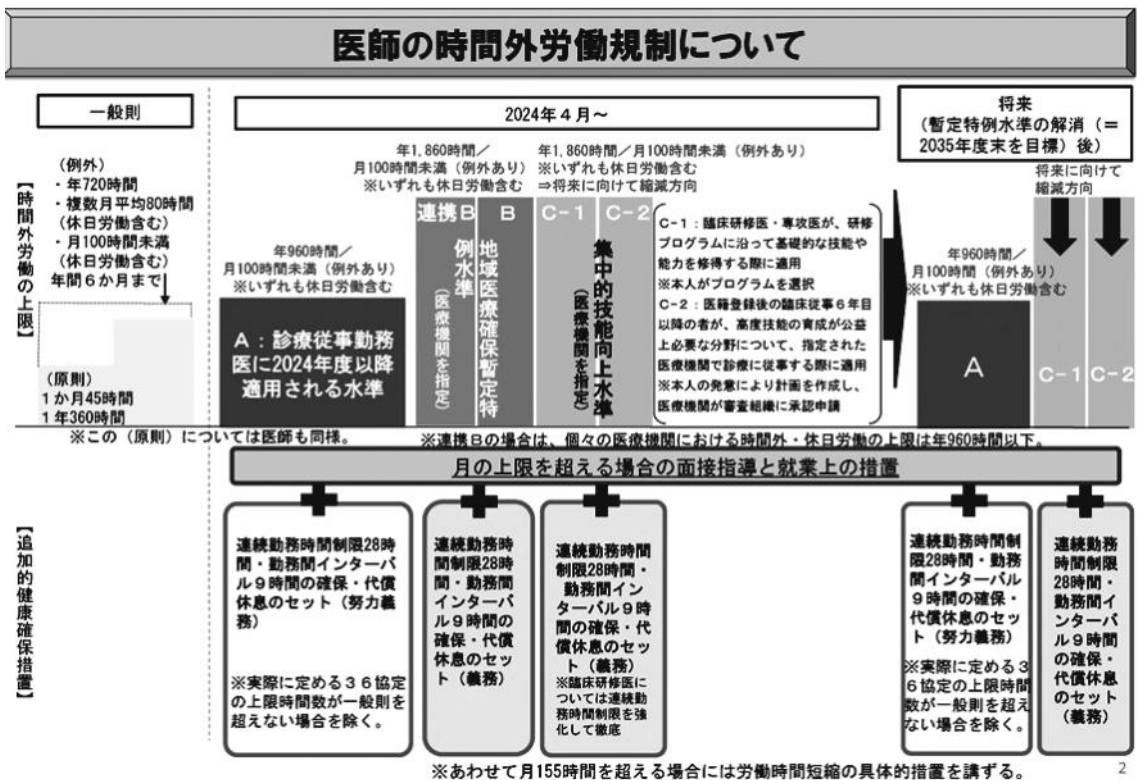 医師の時間外労働規制について
一般則
2024年4月～
将来
（暫定特例水準の解消（＝
2035年度末を目標）後）
【時間外労働の上限】
（例外）
・年720時間
・複数月平均80時間
（休日労働含む）
・月100時間未満
（休日労働含む）
年間6か月まで
（原則）
1か月45時間
1年360時間
※この（原則）については医師も同様。
年960時間／
月100時間未満（例外あり）
※いずれも休日労働含む
A：診療従事勤務
医に2024年度以降
適用される水準
年1,860時間／
月100時間未満（例外あり）
※いずれも休日労働含む
連携B
B
地域医療確保暫定特
例水準
（医療機関を指定）
年1,860時間／月100時間未満（例外あり）
※いずれも休日労働含む
⇒将来に向けて縮減方向
C-1
C-2
集中的技能向上水準
（医療機関を指定）
C-1：臨床研修医・専攻医が、研修
プログラムに沿って基礎的な技能や
能力を修得する際に適用
※本人がプログラムを選択
C-2：医籍登録後の臨床従事6年目
以降の者が、高度技能の育成が公益
上必要な分野について、指定された
医療機関で診療に従事する際に適用
※本人の発意により計画を作成し、
医療機関が審査組織に承認申請
将来に向けて
縮減方向
年960時間／
月100時間（例外あり）
※いずれも休日労働含む
A
C-1
C-2
※連携Bの場合は、個々の医療機関における時間外・休日労働の上限は年960時間以下。
月の上限を超える場合の面接指導と就業上の措置
【追加的健康確保措置】
連続勤務時間制限28時
間・勤務間インターバ
ル9時間の確保・代償
休息のセット（努力義
務）
※実際に定める36協定
の上限時間数が一般則を
超えない場合を除く。
連続勤務時
間制限28時
間・勤務間
インターバ
ル9時間の
確保・代償
休息のセッ
ト（義務）
連続勤務時間
制限28時間・
勤務間イン
ターバル9時
間の確保・代
償休息のセッ
ト（義務）
※臨床研修医に
ついては連続勤
務時間制限を強
化して徹底
連続勤務時間制
限28時間・勤務
間インターバル
9時間の確保・
代償休息のセッ
ト（努力義務）
※実際に定める3
6協定の上限時間
数が一般則を超え
ない場合を除く。
連続勤務
時間制限
28時間・
勤務間イ
ンターバ
ル9時間
の確保・
代償休息
のセット
（義務）
※あわせて月155時間を超える場合には労働時間短縮の具体的措置を講ずる。
2